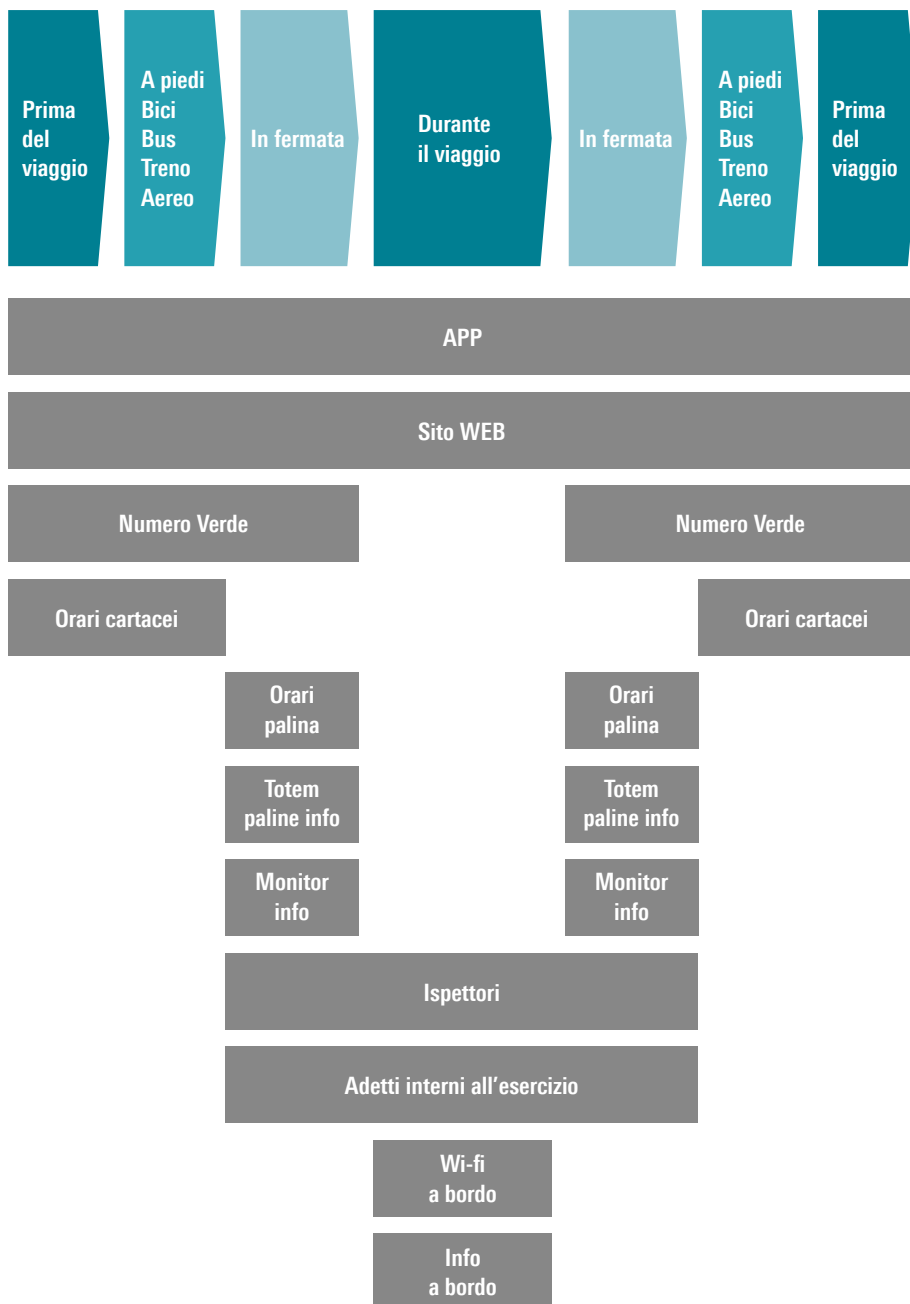 Prima
del
viaggio
A piedi
Bici
Bus
Treno
Aereo
In fermata
Durante
il viaggio
In fermata
A piedi
Bici
Bus
Treno
Aereo
Prima
del
viaggio
APP
Sito WEB
Numero Verde
Numero Verde
Orari cartacei
Orari cartacei
Orari
palina
Orari
palina
Totem
paline info
Totem
paline info
Monitor
info
Monitor
info
Ispettori
Adetti interni all’esercizio
Wi-fi
a bordo
Info
a bordo